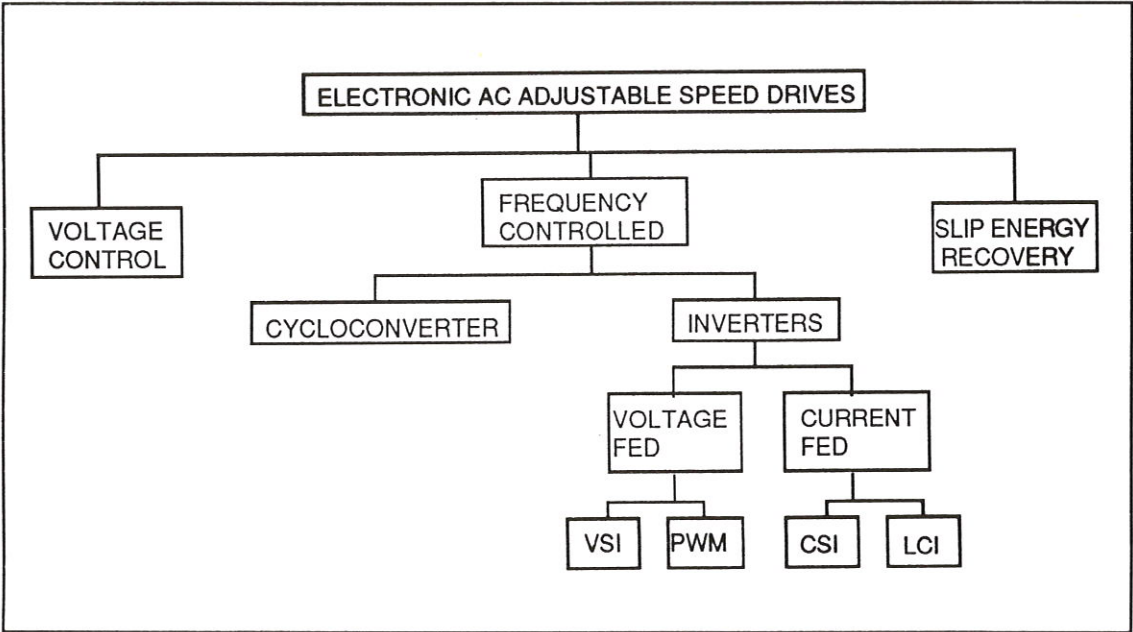 ELECTRONIC AC ADJUSTABLE SPEED DRIVES
VOLTAGE
CONTROL
FREQUENCY
CONTROLLED
SLIP ENERGY
RECOVERY
CYCLOCONVERTER
INVERTERS
VOLTAGE
FED
CURRENT
FED
VSI
PWM
CSI
LCI